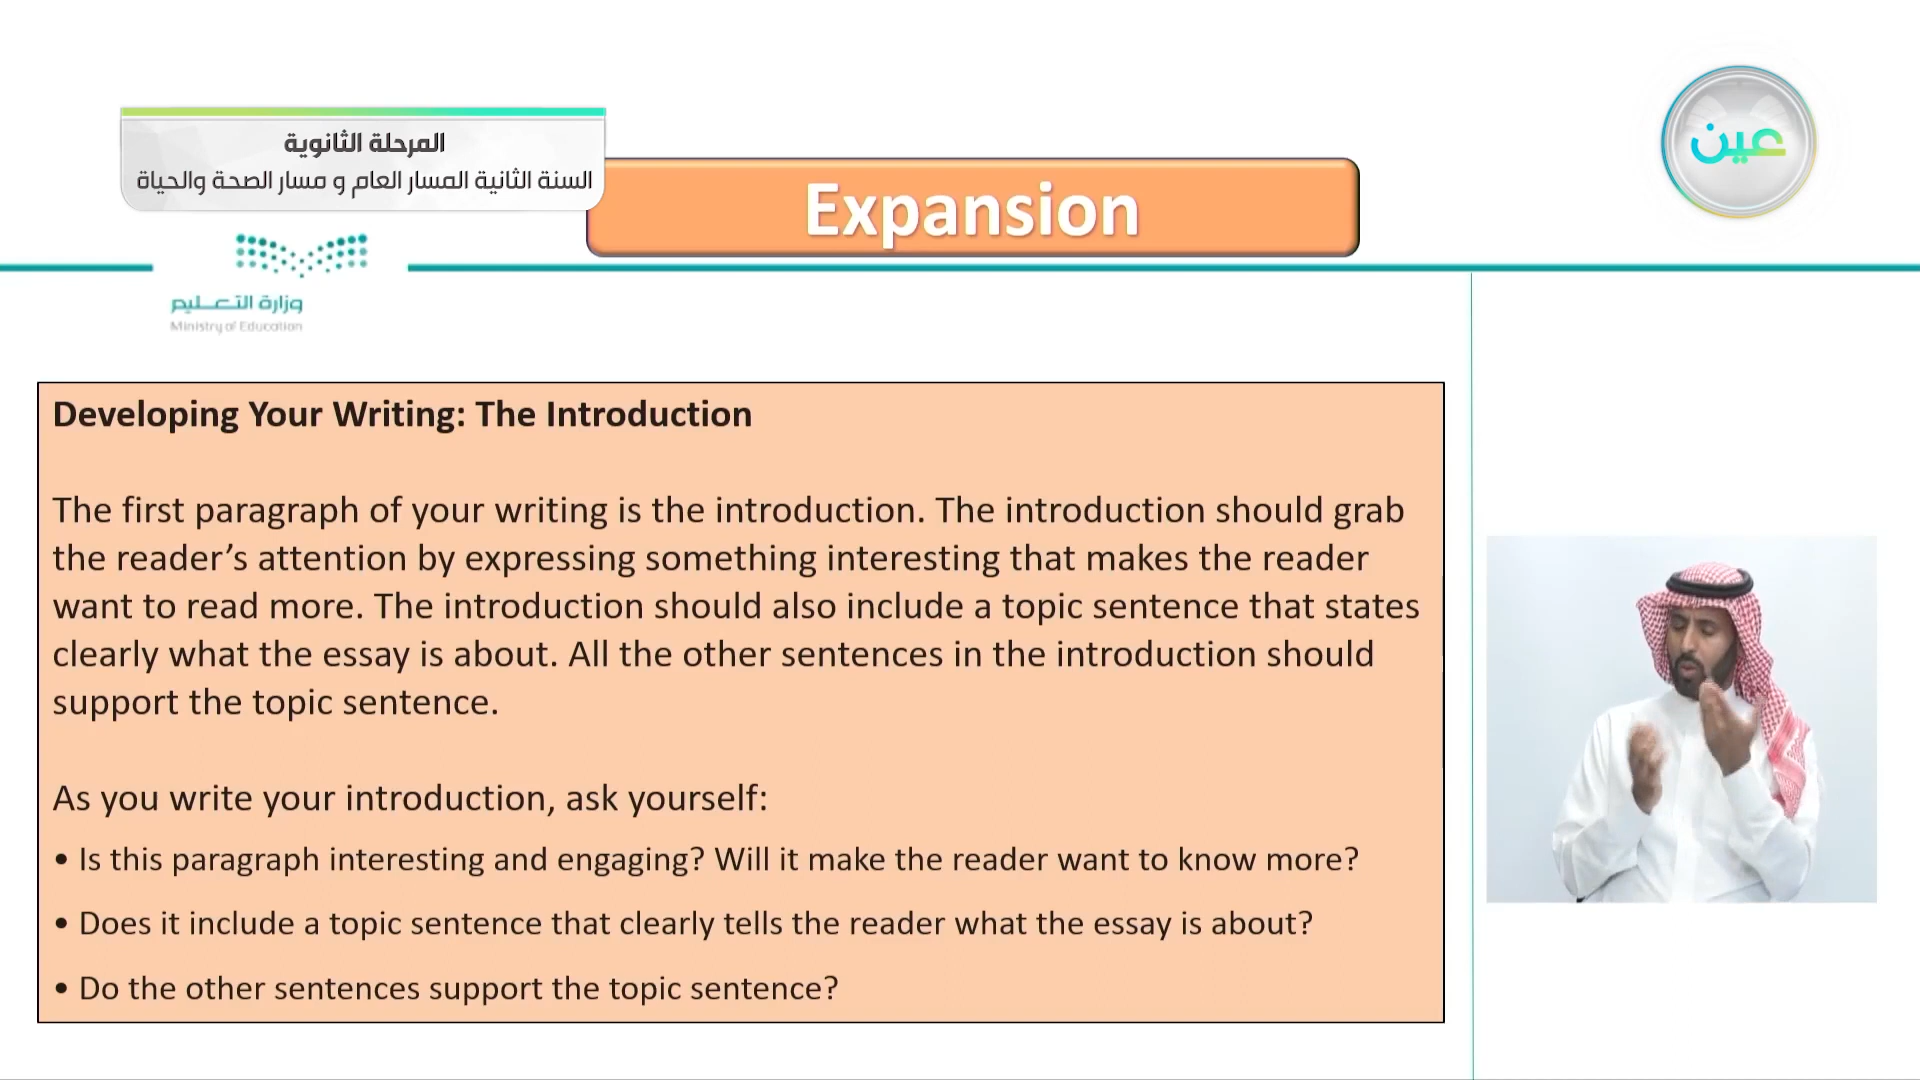 المرحلة الثانوية
السنة الثانية المسار العام و مسار الصحة والحياة
عين
Expansion
وزارة التعليم
Ministry of Education
Developing Your Writing: The Introduction
The first paragraph of your writing is the introduction. The introduction should grab
the reader’s attention by expressing something interesting that makes the reader
want to read more. The introduction should also include a topic sentence that states
clearly what the essay is about. All the other sentences in the introduction should
support the topic sentence.
As you write your introduction, ask yourself:
• Is this paragraph interesting and engaging? Will it make the reader want to know more?
• Does it include a topic sentence that clearly tells the reader what the essay is about?
• Do the other sentences support the topic sentence?